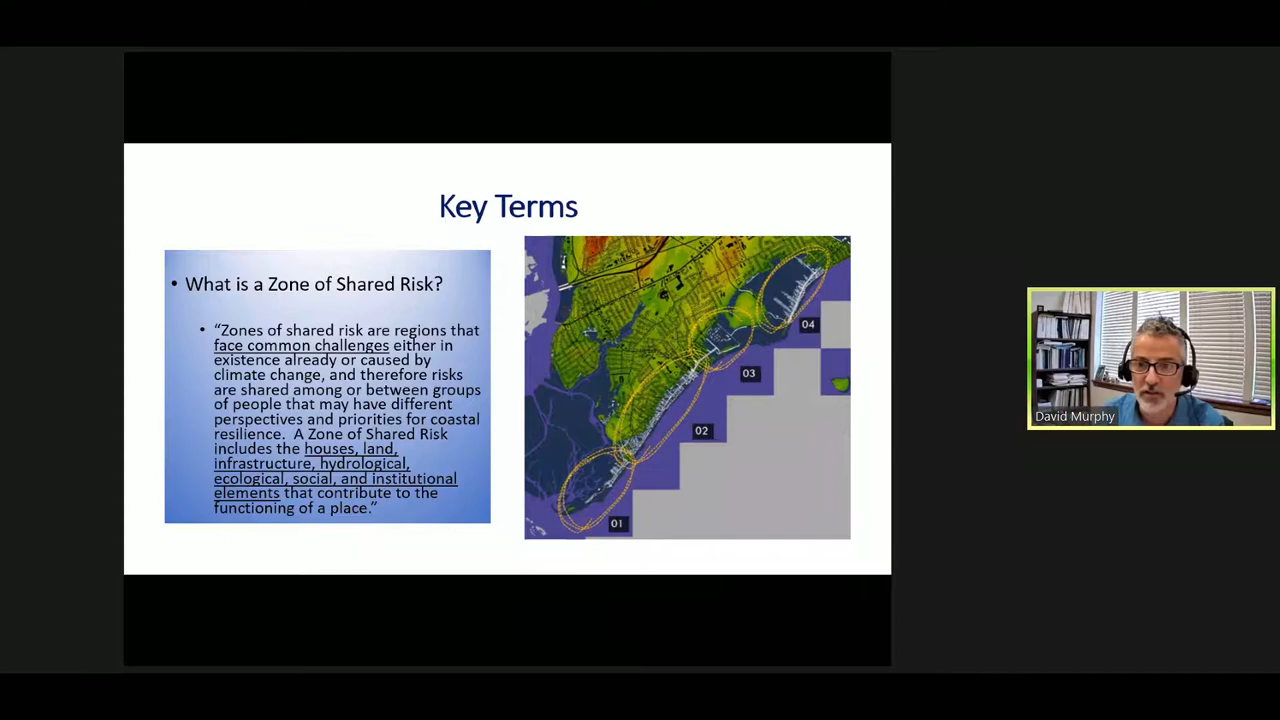 Key Terms
• What is a Zone of Shared Risk?
• “Zones of shared risk are regions that
face common challenges either in
existence already or caused by
climate change, and therefore risks
are shared among or between groups
of people that may have different
perspectives and priorities for coastal
resilience. A Zone of Shared Risk
includes the houses, land,
infrastructure, hydrological,
ecological, social, and institutional
elements that contribute to the
functioning of a place.”
04
03
02
01
David Murphy